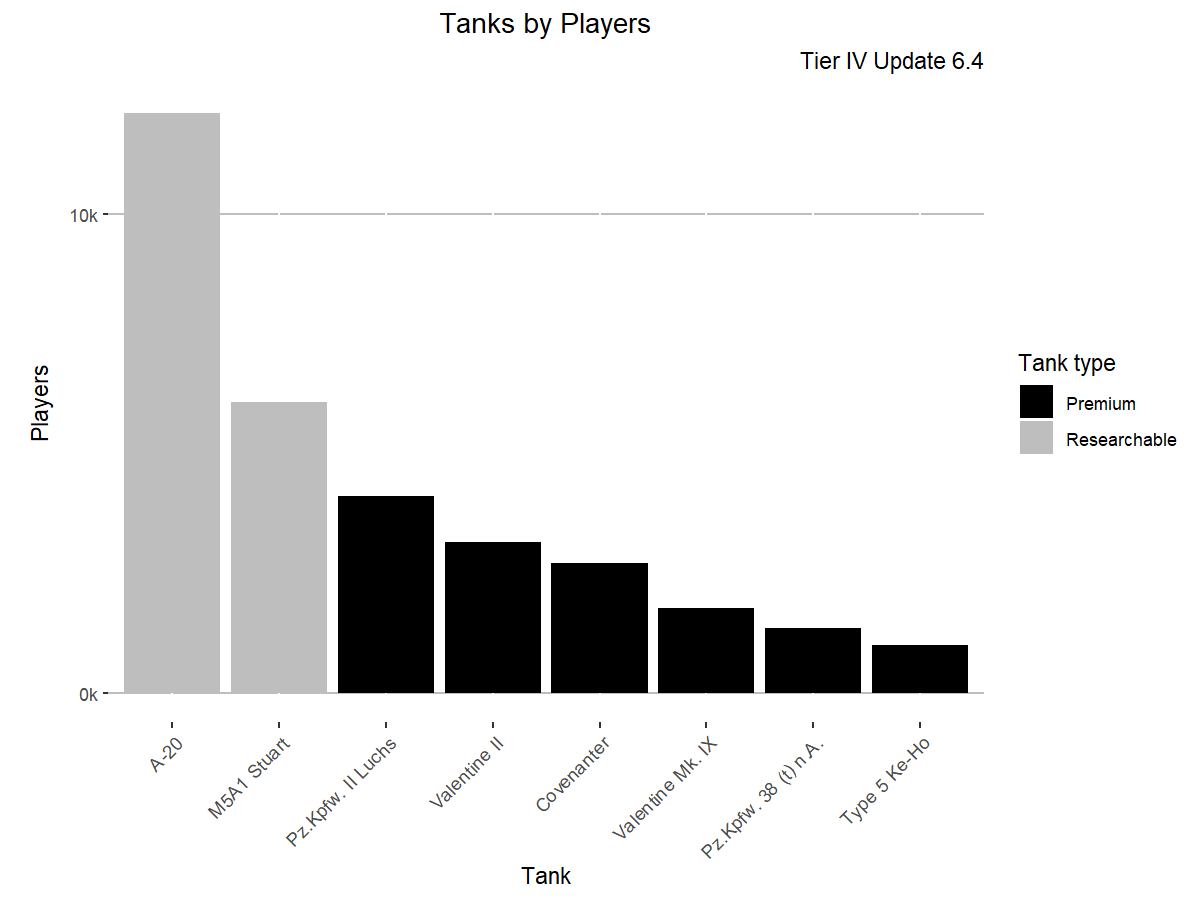 Tanks by Players
Tier IV Update 6.4
10k
0k
Players
A-20
M5A1 Stuart
Pz.Kpfw. II Luchs
Valentine II
Covenanter
Valentine Mk. IX
Pz.Kpfw. 38 (t) n A.
Type 5 Ke-Ho
Tank
Tank type
Premium
Researchable